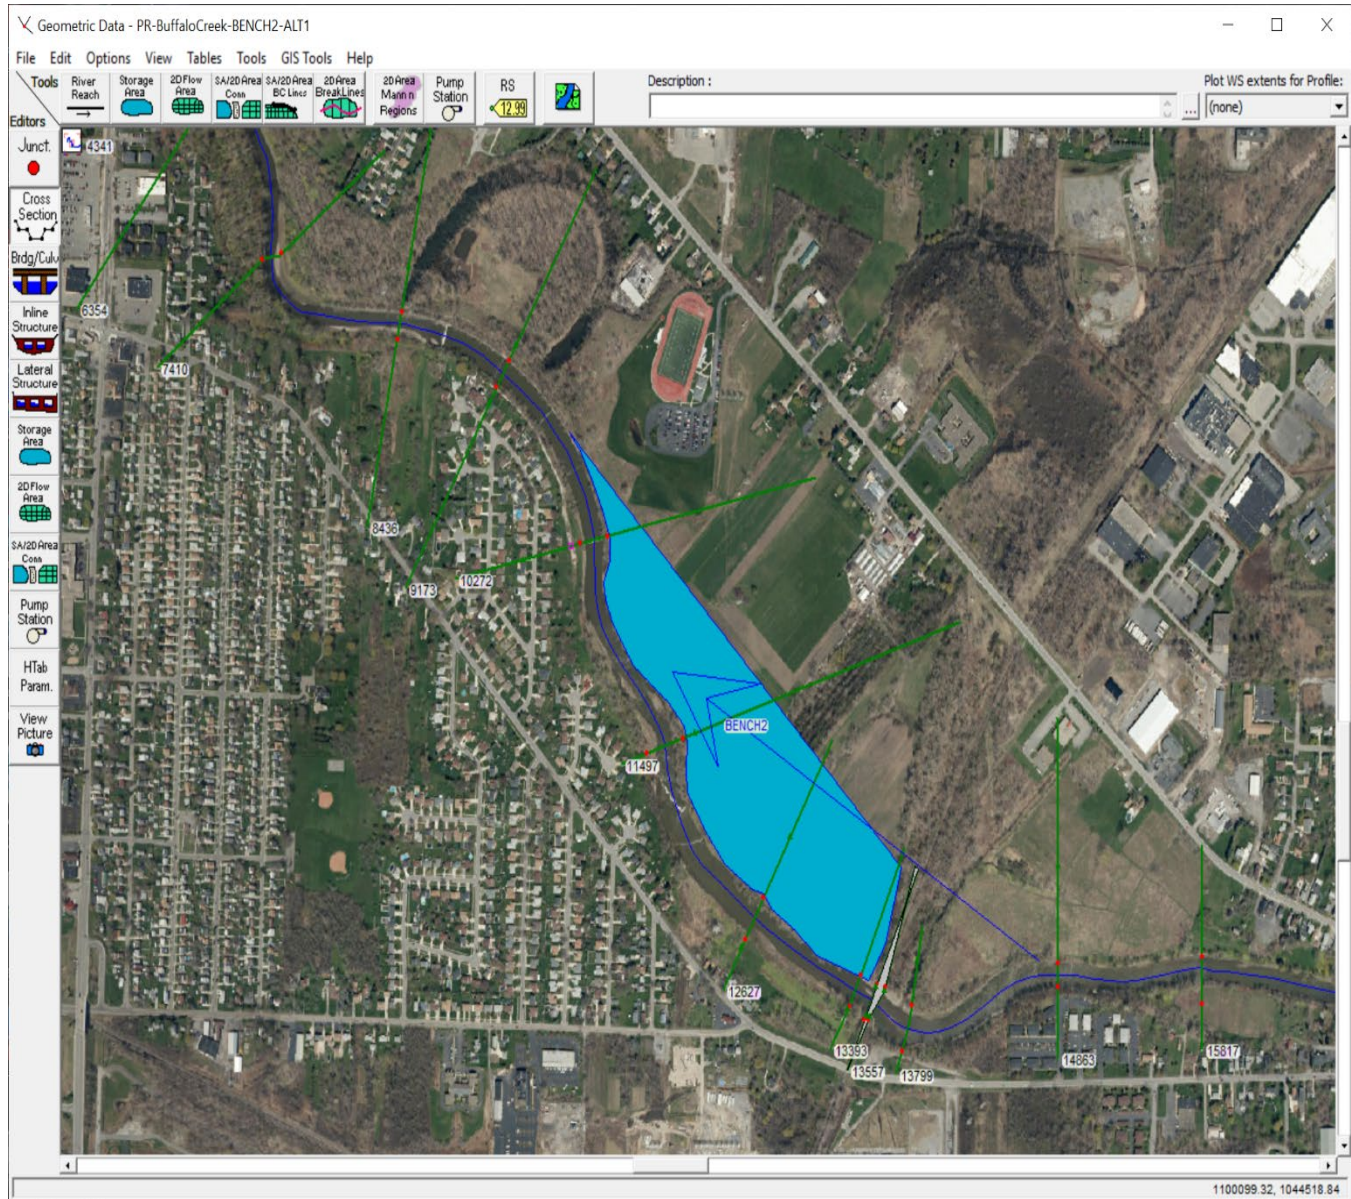 Geometric Data - PR-BuffaloCreek-BENCH2-ALT1
File Edit Options View Tables Tools GIS Tools Help
Tools
Editors
River
Reach
Storage
Area
2D Flow
Area
SA/2D Area
Conn
SA/2D Area
BC Lines
2D Area
BreakLines
2D Area
Mann n
Regions
Pump
Station
RS
12.99
Description :
...
Plot WS extents for Profile:
(none)
Junct.
Cross
Section
Brdg/Culv
Inline
Structure
Lateral
Structure
Storage
Area
2D Flow
Area
SA/2D Area
Conn
Pump
Station
HTab
Param.
View
Picture
4341
6354
7410
8436
9173
10272
BENCH2
11497
12627
13393
13557
13799
14863
15817
1100099.32, 1044518.84